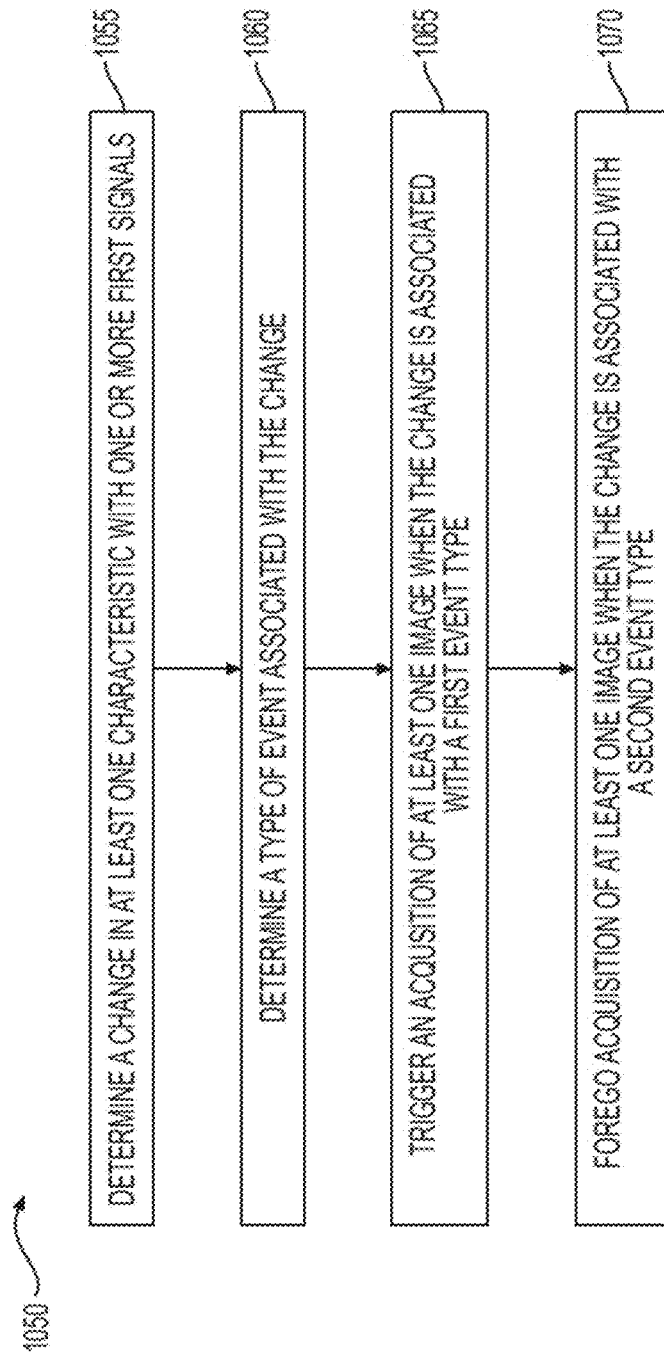 1050
DETERMINE A CHANGE IN AT LEAST ONE CHARACTERISTIC WITH ONE OR MORE FIRST SIGNALS
1055
DETERMINE A TYPE OF EVENT ASSOCIATED WITH THE CHANGE
1060
TRIGGER AN ACQUSITION OF AT LEAST ONE IMAGE WHEN THE CHANGE IS ASSOCIATED
WITH A FIRST EVENT TYPE
1065
FOREGO ACQUISITION OF AT LEAST ONE IMAGE WHEN THE CHANGE IS ASSOCIATED WITH
A SECOND EVENT TYPE
1070